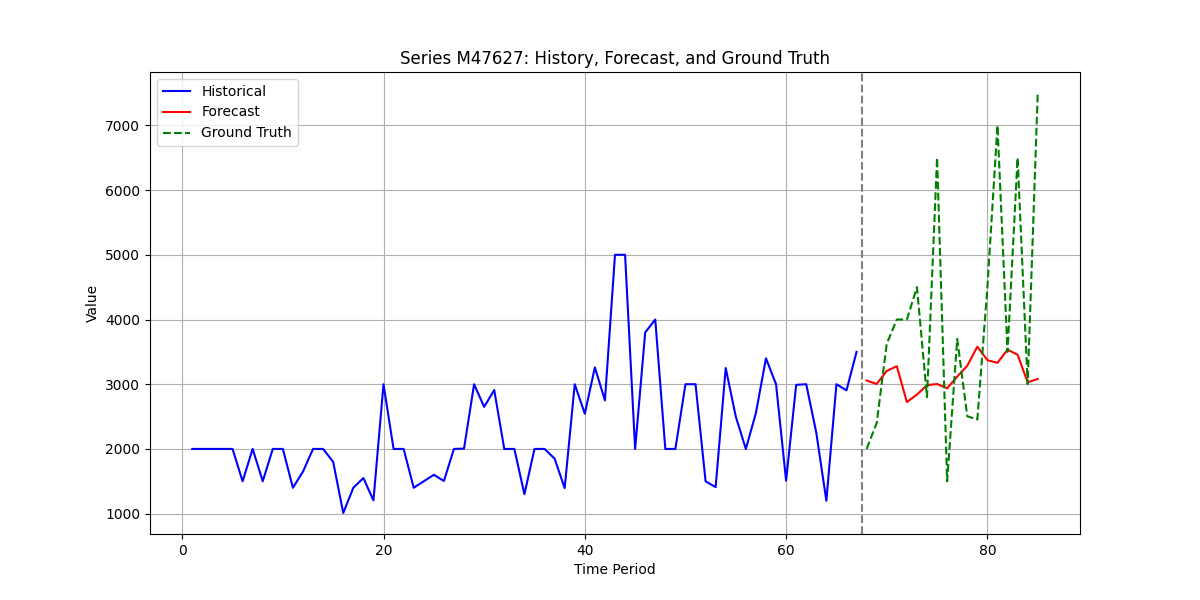 Series M47627: History, Forecast, and Ground Truth
Historical
Forecast
Ground Truth
7000
6000
5000
4000
3000
2000
1000
Value
0 20 40 60 80
Time Period